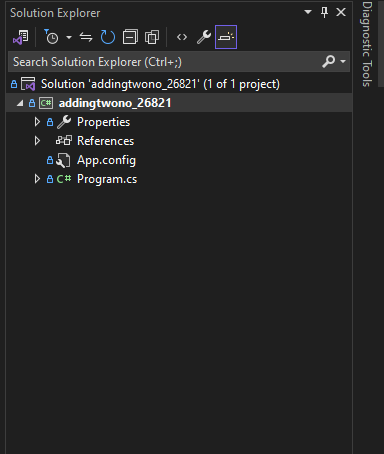 Solution Explorer
Search Solution Explorer (Ctrl+;)
Solution 'addingtwono_26821' (1 of 1 project)
C# addingtwono_26821
Properties
References
App.config
C# Program.cs
Diagnostic Tools